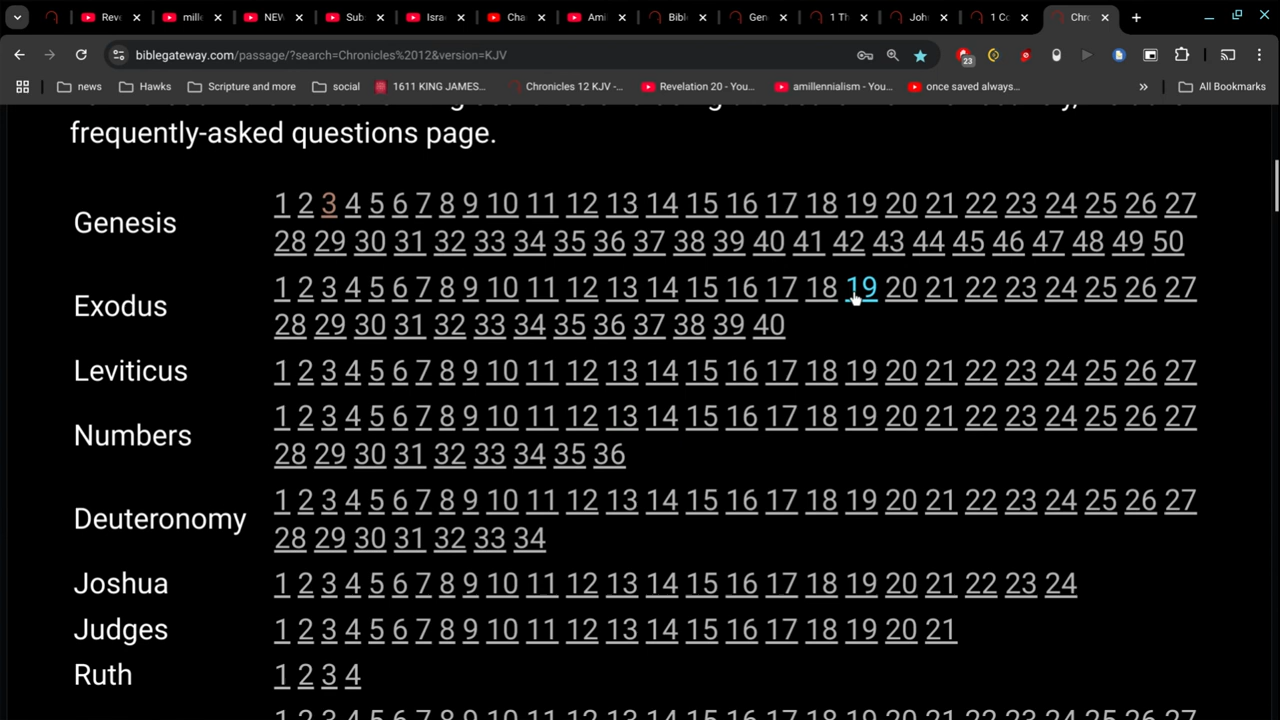 Reve
mille
NEW
Sub
Isra
Cha
Ami
Bibl
Gen
1 Th
Joh
1 Co
Chro
biblegateway.com/passage/?search=Chronicles%2012&version=KJV
23
news
Hawks
Scripture and more
social
1611 KING JAMES...
Chronicles 12 KJV -...
Revelation 20 - You...
amillennialism - You...
once saved always...
All Bookmarks
frequently-asked questions page.
Genesis
1 2 3 4 5 6 7 8 9 10 11 12 13 14 15 16 17 18 19 20 21 22 23 24 25 26 27
28 29 30 31 32 33 34 35 36 37 38 39 40 41 42 43 44 45 46 47 48 49 50
Exodus
1 2 3 4 5 6 7 8 9 10 11 12 13 14 15 16 17 18 19 20 21 22 23 24 25 26 27
28 29 30 31 32 33 34 35 36 37 38 39 40
Leviticus
1 2 3 4 5 6 7 8 9 10 11 12 13 14 15 16 17 18 19 20 21 22 23 24 25 26 27
Numbers
1 2 3 4 5 6 7 8 9 10 11 12 13 14 15 16 17 18 19 20 21 22 23 24 25 26 27
28 29 30 31 32 33 34 35 36
Deuteronomy
1 2 3 4 5 6 7 8 9 10 11 12 13 14 15 16 17 18 19 20 21 22 23 24 25 26 27
28 29 30 31 32 33 34
Joshua
1 2 3 4 5 6 7 8 9 10 11 12 13 14 15 16 17 18 19 20 21 22 23 24
Judges
1 2 3 4 5 6 7 8 9 10 11 12 13 14 15 16 17 18 19 20 21
Ruth
1 2 3 4